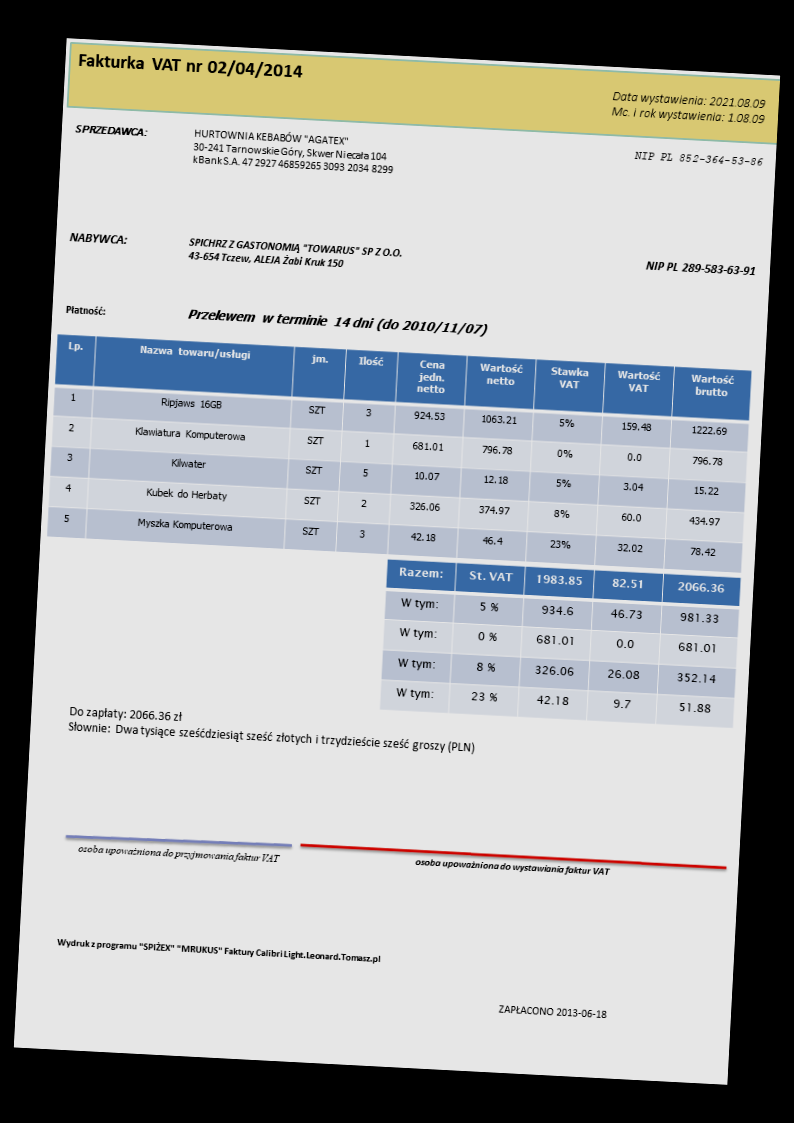 Fakturka VAT nr 02/04/2014
Data wystawienia: 2021.08.09
Mc. i rok wystawienia: 1.08.09
SPRZEDAWCA:
HURTOWNIA KEBABÓW "AGATEX"
30-241 Tarnowskie Góry, Skwer Niecała 104
kBank S.A. 47 2927 46859265 3093 2034 8299
NIP PL 852-364-53-86
NABYWCA:
SPICHRZ Z GASTONOMIĄ "TOWARUS" SP Z O.O.
43-654 Tczew, ALEJA Żabi Kruk 150
NIP PL 289-583-63-91
Płatność: Przelewem w terminie 14 dni (do 2010/11/07)
Lp. Nazwa towaru/usługi jm. Ilość Cena jedn. netto Wartość netto Stawka VAT Wartość VAT Wartość brutto
1 Ripjaws 16GB SZT 3 924.53 1063.21 5% 159.48 1222.69
2 Klawiatura Komputerowa SZT 1 681.01 796.78 0% 0.0 796.78
3 Kilwater SZT 5 10.07 12.18 5% 3.04 15.22
4 Kubek do Herbaty SZT 2 326.06 374.97 8% 60.0 434.97
5 Myszka Komputerowa SZT 3 42.18 46.4 23% 32.02 78.42
Razem: St. VAT 1983.85 82.51 2066.36
W tym: 5 % 934.6 46.73 981.33
W tym: 0 % 681.01 0.0 681.01
W tym: 8 % 326.06 26.08 352.14
W tym: 23 % 42.18 9.7 51.88
Do zapłaty: 2066.36 zł
Słownie: Dwa tysiące sześćdziesiąt sześć złotych i trzydzieście sześć groszy (PLN)
osoba upoważniona do przyjmowania faktur VAT
osoba upoważniona do wystawiania faktur VAT
Wydruk z programu "SPIŻEX" "MRUKUS" Faktury Calibri Light.Leonard.Tomasz.pl
ZAPŁACONO 2013-06-18